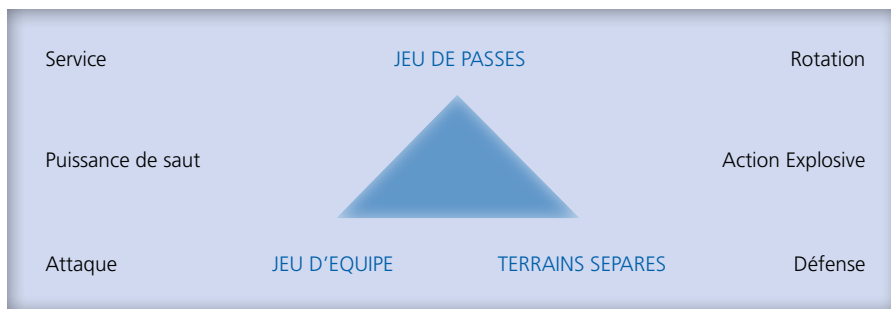 Service JEU DE PASSES Rotation
Puissance de saut Action Explosive
Attaque JEU D'EQUIPE TERRAINS SEPARES Défense